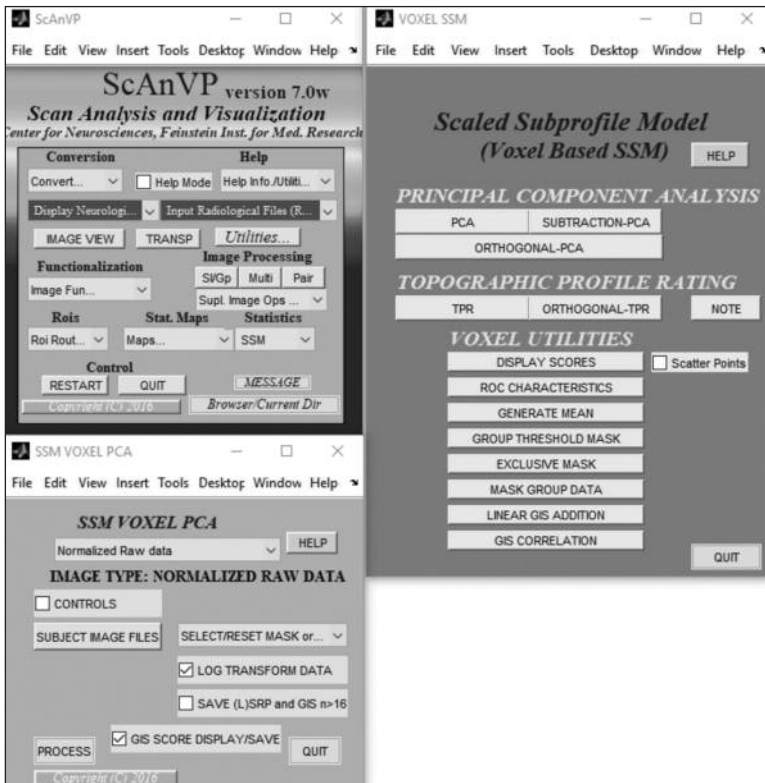 ScAnVP
File Edit View Insert Tools Desktop Window Help
ScAnVP version 7.0w
Scan Analysis and Visualization
Center for Neurosciences, Feinstein Inst. for Med. Research
Conversion Help
Convert... Help Mode Help Info./Utiliti...
Display Neurologi... Input Radiological Files (R...
IMAGE VIEW TRANSP Utilities...
Functionalization Image Processing
SI/Gp Multi Pair
Image Fun... Supl. Image Ops ...
Rois Stat. Maps Statistics
Roi Rout... Maps... SSM
Control
RESTART QUIT MESSAGE
Copyright (C) 2016 Browser/Current Dir
VOXEL SSM
File Edit View Insert Tools Desktop Window Help
Scaled Subprofile Model
(Voxel Based SSM) HELP
PRINCIPAL COMPONENT ANALYSIS
PCA SUBTRACTION-PCA
ORTHOGONAL-PCA
TOPOGRAPHIC PROFILE RATING
TPR ORTHOGONAL-TPR NOTE
VOXEL UTILITIES
DISPLAY SCORES Scatter Points
ROC CHARACTERISTICS
GENERATE MEAN
GROUP THRESHOLD MASK
EXCLUSIVE MASK
MASK GROUP DATA
LINEAR GIS ADDITION
GIS CORRELATION
QUIT
SSM VOXEL PCA
File Edit View Insert Tools Desktop Window Help
SSM VOXEL PCA
Normalized Raw data HELP
IMAGE TYPE: NORMALIZED RAW DATA
CONTROLS
SUBJECT IMAGE FILES SELECT/RESET MASK or...
LOG TRANSFORM DATA
SAVE (L)SRP and GIS n>16
GIS SCORE DISPLAY/SAVE
PROCESS QUIT
Copyright (C) 2016